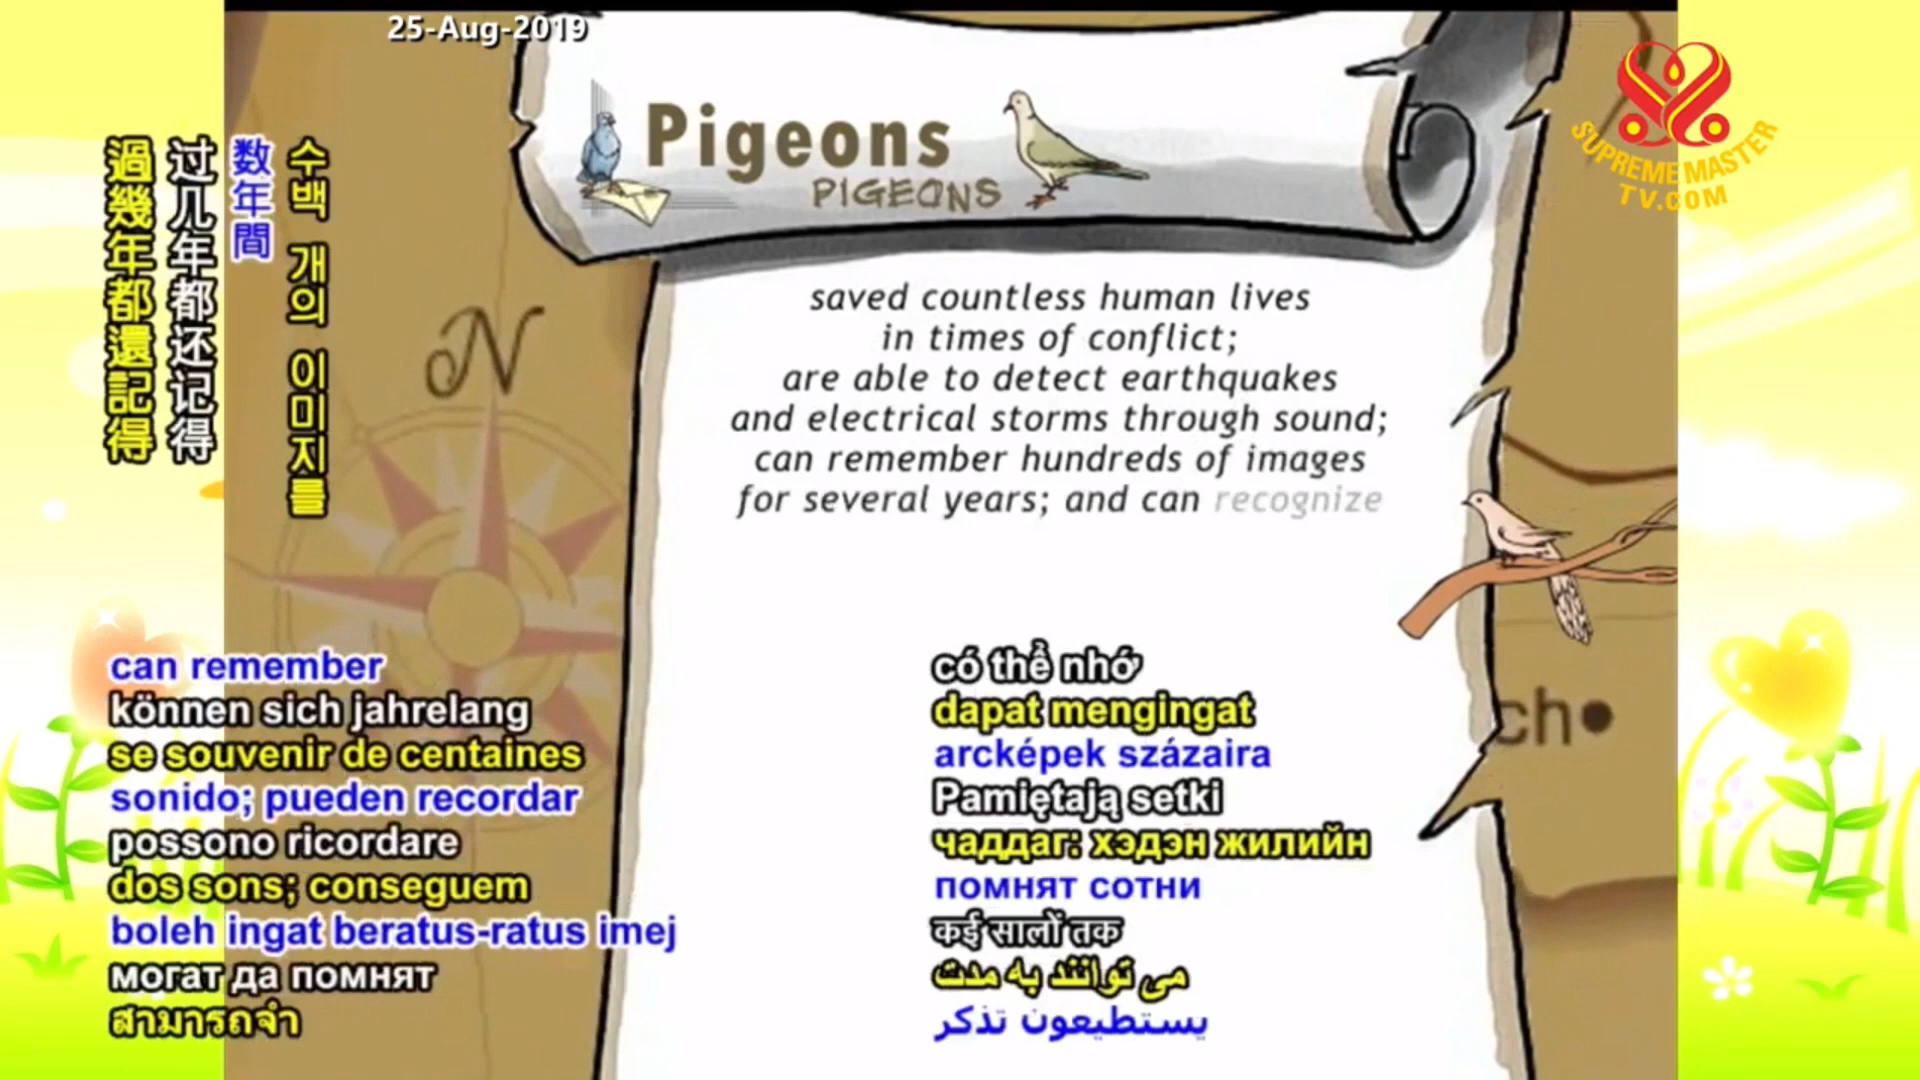 25-Aug-2019
SUPREME MASTER
TV.COM
Pigeons
PIGEONS
saved countless human lives
in times of conflict;
are able to detect earthquakes
and electrical storms through sound;
can remember hundreds of images
for several years; and can recognize
過幾年都還記得
过几年都还记得
数年間
수백 개의 이미지를
N
ch
can remember
können sich jahrelang
se souvenir de centaines
sonido; pueden recordar
possono ricordare
dos sons; conseguem
boleh ingat beratus-ratus imej
могат да помнят
สามารถจำ
có thể nhớ
dapat mengingat
arcképek százaira
Pamiętają setki
чаддаг: хэдэн жилийн
помнят сотни
कई सालों तक
می توانند به مدت
يستطيعون تذكر